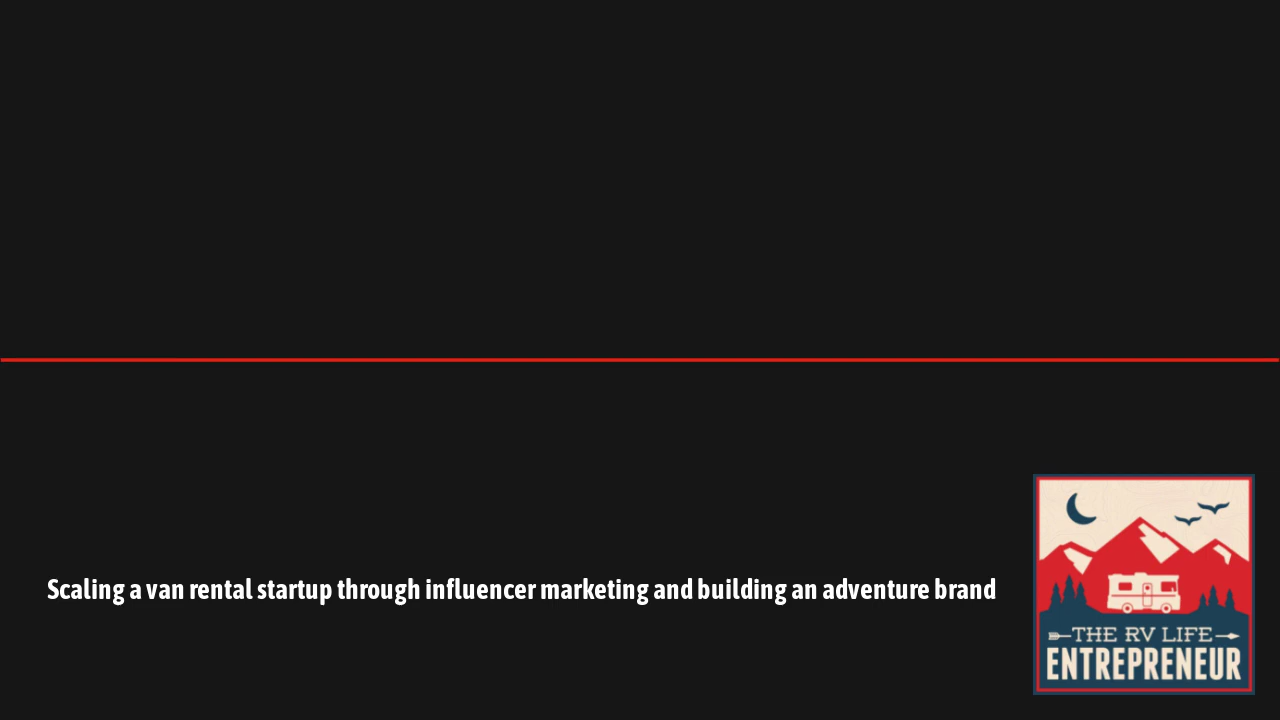 Scaling a van rental startup through influencer marketing and building an adventure brand
THE RV LIFE
ENTREPRENEUR